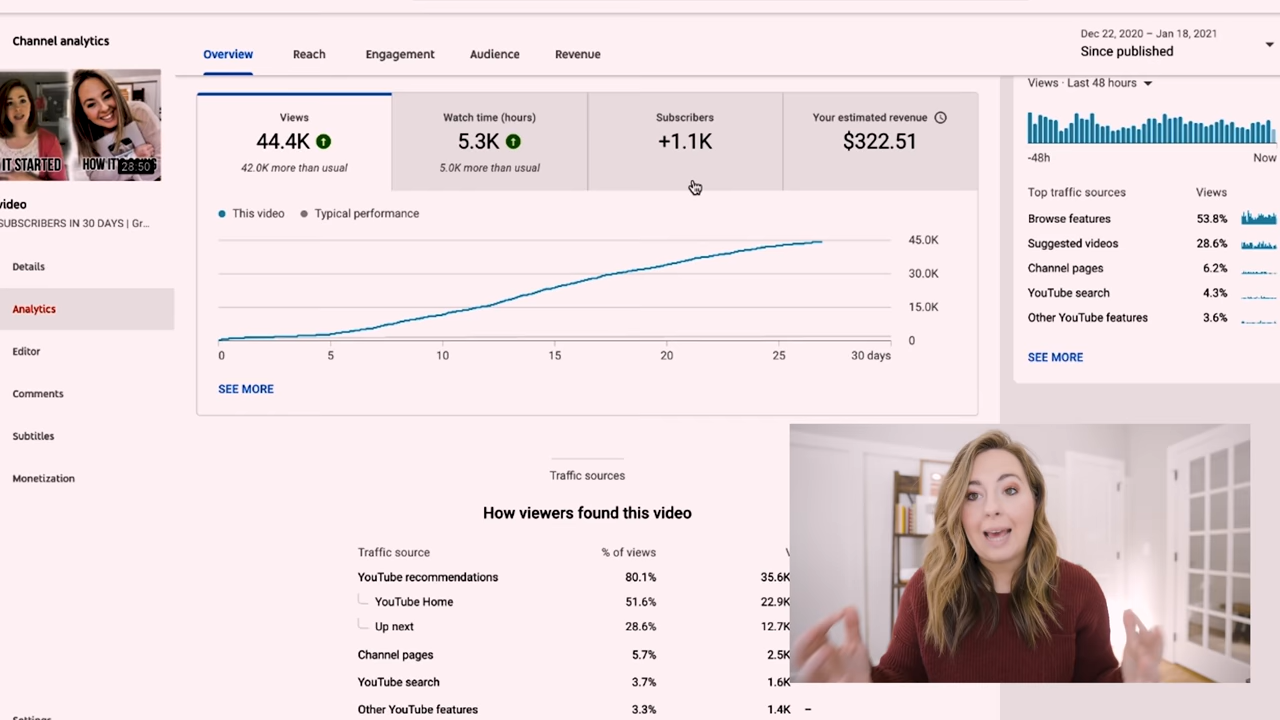 Channel analytics
IT STARTED
28:50
video
SUBSCRIBERS IN 30 DAYS | Gr...
Details
Analytics
Editor
Comments
Subtitles
Monetization
Overview Reach Engagement Audience Revenue
Dec 22, 2020 – Jan 18, 2021
Since published
Views
44.4K
42.0K more than usual
Watch time (hours)
5.3K
5.0K more than usual
Subscribers
+1.1K
Your estimated revenue
$322.51
This video Typical performance
45.0K
30.0K
15.0K
0
0 5 10 15 20 25 30 days
SEE MORE
Traffic sources
How viewers found this video
Traffic source % of views
YouTube recommendations 80.1% 35.6K
YouTube Home 51.6% 22.9K
Up next 28.6% 12.7K
Channel pages 5.7% 2.5K
YouTube search 3.7% 1.6K
Other YouTube features 3.3% 1.4K –
Views · Last 48 hours
-48h Now
Top traffic sources Views
Browse features 53.8%
Suggested videos 28.6%
Channel pages 6.2%
YouTube search 4.3%
Other YouTube features 3.6%
SEE MORE